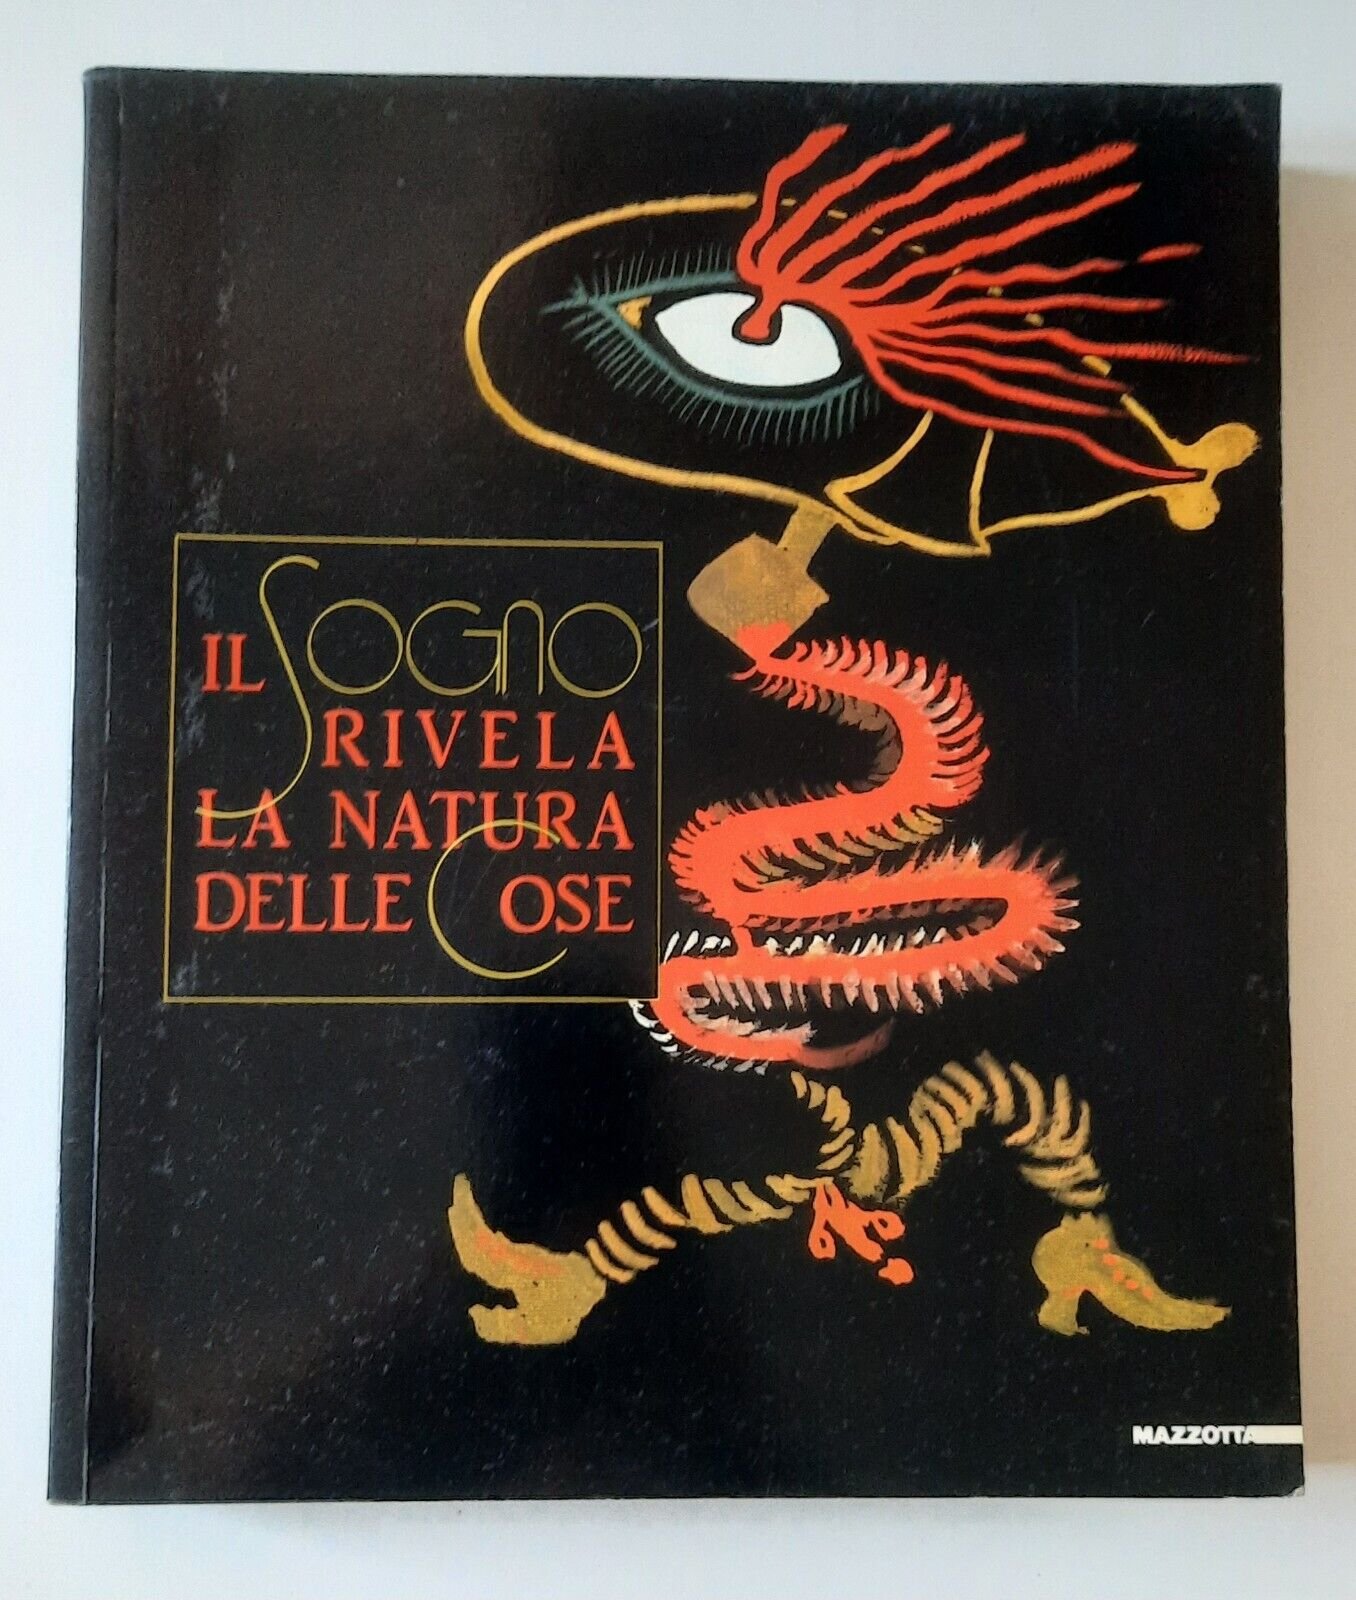 IL SOGNO
RIVELA
LA NATURA
DELLE COSE
MAZZOTTA